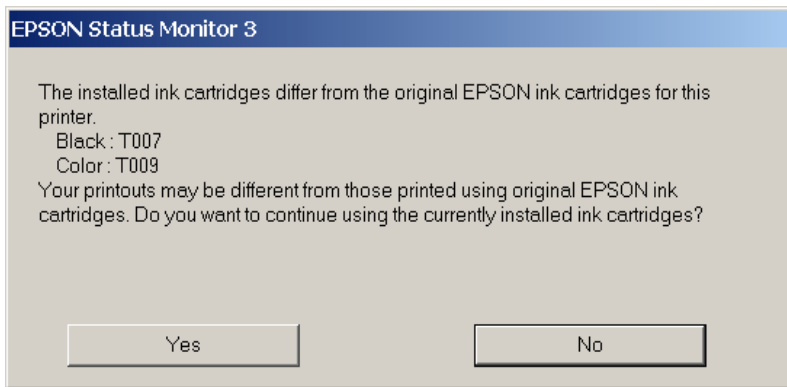 EPSON Status Monitor 3
The installed ink cartridges differ from the original EPSON ink cartridges for this
printer.
Black : T007
Color : T009
Your printouts may be different from those printed using original EPSON ink
cartridges. Do you want to continue using the currently installed ink cartridges?
Yes
No